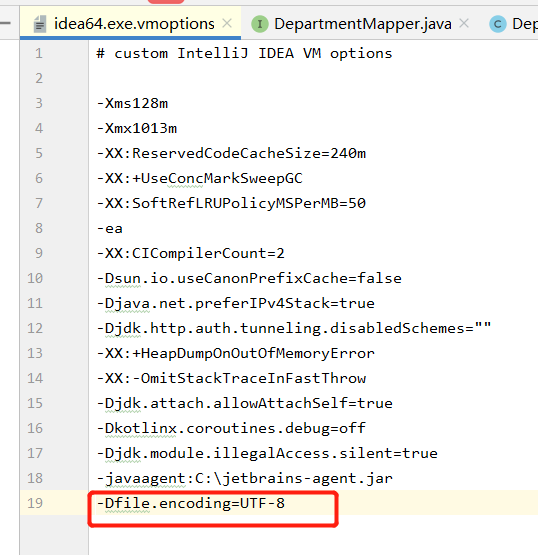 idea64.exe.vmoptions DepartmentMapper.java Dep
1 # custom IntelliJ IDEA VM options
2
3 -Xms128m
4 -Xmx1013m
5 -XX:ReservedCodeCacheSize=240m
6 -XX:+UseConcMarkSweepGC
7 -XX:SoftRefLRUPolicyMSPerMB=50
8 -ea
9 -XX:CICompilerCount=2
10 -Dsun.io.useCanonPrefixCache=false
11 -Djava.net.preferIPv4Stack=true
12 -Djdk.http.auth.tunneling.disabledSchemes=""
13 -XX:+HeapDumpOnOutOfMemoryError
14 -XX:-OmitStackTraceInFastThrow
15 -Djdk.attach.allowAttachSelf=true
16 -Dkotlinx.coroutines.debug=off
17 -Djdk.module.illegalAccess.silent=true
18 -javaagent:C:\jetbrains-agent.jar
19 -Dfile.encoding=UTF-8